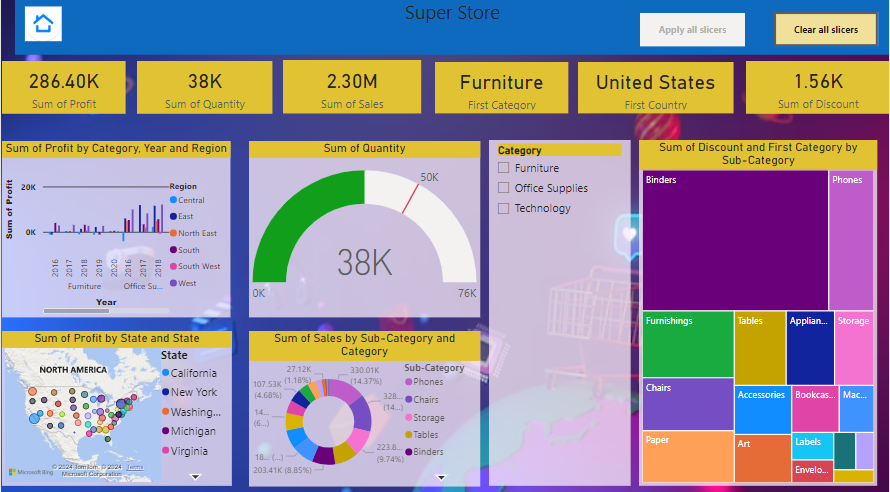 Super Store
Apply all slicers
Clear all slicers
286.40K
Sum of Profit
38K
Sum of Quantity
2.30M
Sum of Sales
Furniture
First Category
United States
First Country
1.56K
Sum of Discount
Sum of Profit by Category, Year and Region
Sum of Profit
20K
0K
2016
2017
2018
2019
2020
2016
2017
2018
Furniture
Office Su...
Year
Region
Central
East
North East
South
South West
West
Sum of Quantity
50K
38K
0K
76K
Category
Furniture
Office Supplies
Technology
Sum of Discount and First Category by
Sub-Category
Binders
Phones
Furnishings
Tables
Applian...
Storage
Chairs
Accessories
Bookcas...
Mac...
Paper
Art
Labels
Envelo...
Sum of Profit by State and State
NORTH AMERICA
Microsoft Bing
© 2024 TomTom, © 2024
Microsoft Corporation
Terms
State
California
New York
Washing...
Michigan
Virginia
Sum of Sales by Sub-Category and
Category
27.12K
(1.18%)
330.01K
(14.37%)
107.53K
(4.68%)
328....
(14...)
14...
(6...)
18... (...)
223.8...
(9.74%)
203.41K (8.85%)
Sub-Category
Phones
Chairs
Storage
Tables
Binders